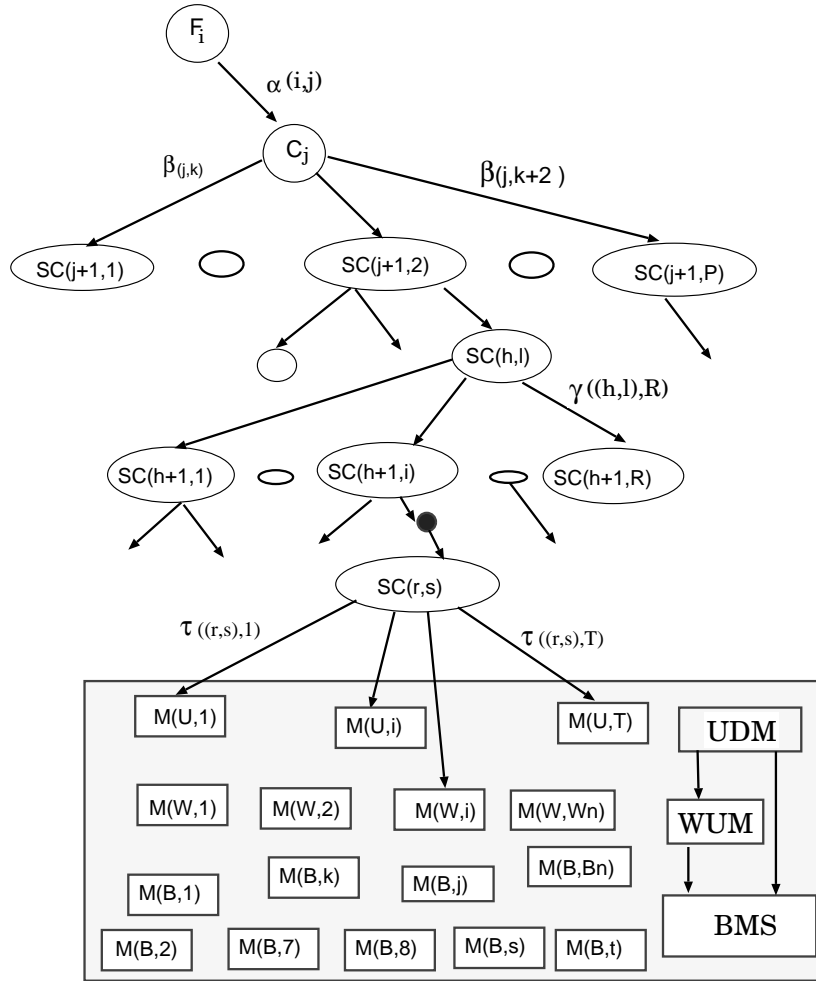 F_i
α (i,j)
C_j
β(j,k)
β(j,k+2 )
SC(j+1,1)
SC(j+1,2)
SC(j+1,P)
SC(h,l)
γ ((h,l),R)
SC(h+1,1)
SC(h+1,i)
SC(h+1,R)
SC(r,s)
τ ((r,s),1)
τ ((r,s),T)
M(U,1)
M(U,i)
M(U,T)
UDM
M(W,1)
M(W,2)
M(W,i)
M(W,Wn)
WUM
M(B,1)
M(B,k)
M(B,j)
M(B,Bn)
BMS
M(B,2)
M(B,7)
M(B,8)
M(B,s)
M(B,t)